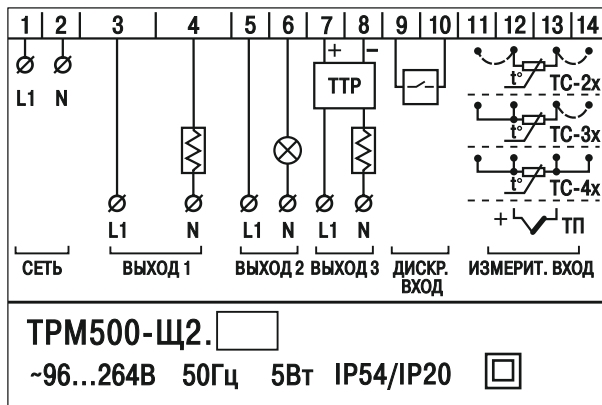 1 2 3 4 5 6 7 8 9 10 11 12 13 14
+ −
ТТР
t° ТС-2х
t° ТС-3х
t° ТС-4х
+ ТП
L1 N
L1 N L1 N L1 N
СЕТЬ ВЫХОД 1 ВЫХОД 2 ВЫХОД 3 ДИСКР. ВХОД ИЗМЕРИТ. ВХОД
ТРМ500-Щ2.
~96...264В 50Гц 5Вт IP54/IP20